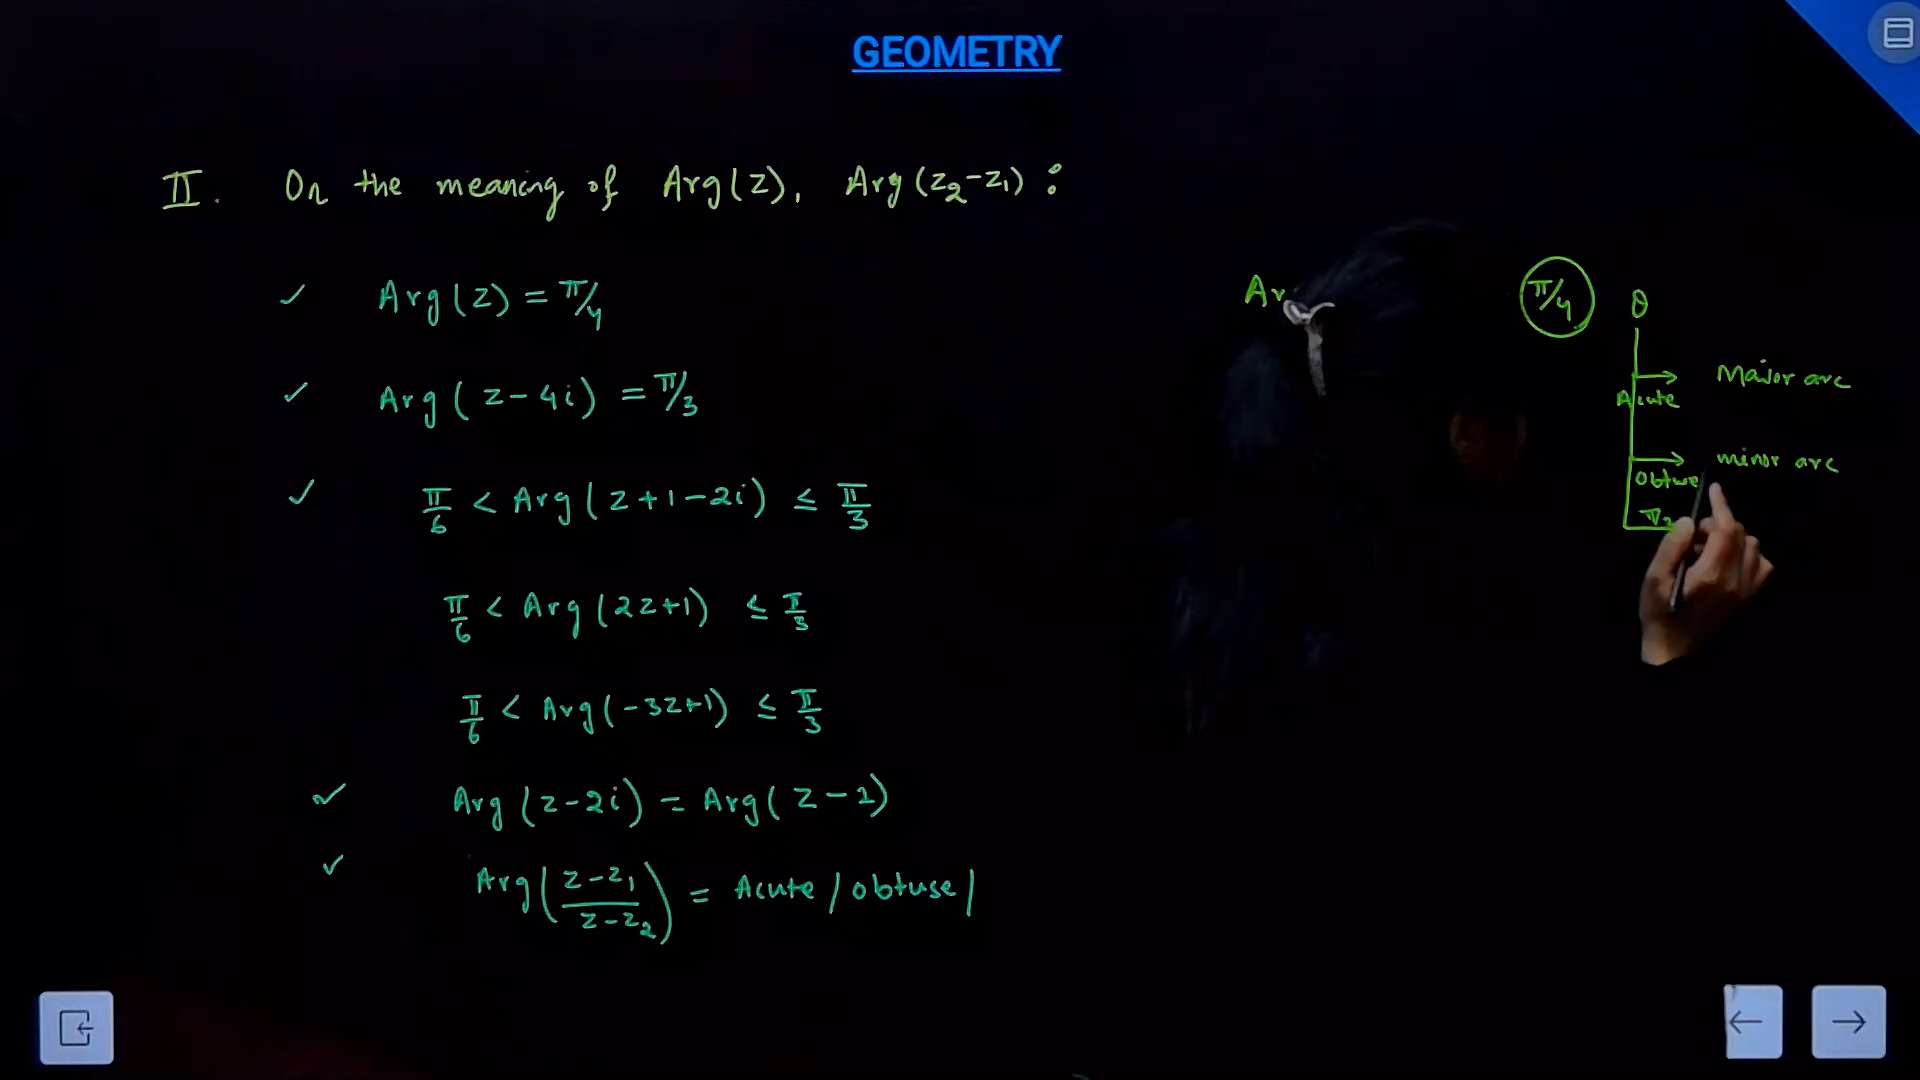 GEOMETRY
II. On the meaning of Arg(z), Arg(z₂-z₁) :
✓ Arg(z) = π/4
✓ Arg(z-4i) = π/3
✓ π/6 < Arg(z+1-2i) ≤ π/3
π/6 < Arg(2z+1) ≤ π/3
π/6 < Arg(-3z+1) ≤ π/3
✓ Arg(z-2i) = Arg(z-1)
✓ Arg((z-z₁)/(z-z₂)) = Acute / obtuse /
Ar
π/4 θ
Acute → Major arc
Obtuse → minor arc